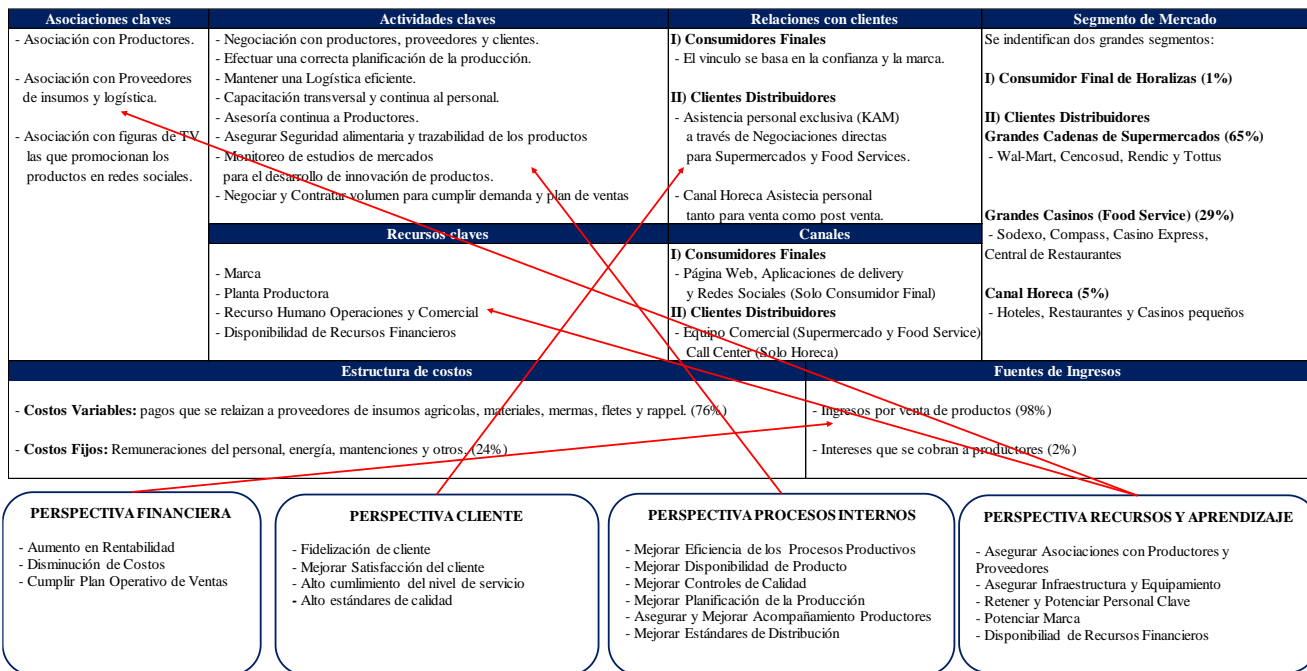 Asociaciones claves
- Asociación con Productores.
- Asociación con Proveedores
de insumos y logística.
- Asociación con figuras de TV
las que promocionan los
productos en redes sociales.
Actividades claves
- Negociación con productores, proveedores y clientes.
- Efectuar una correcta planificación de la producción.
- Mantener una Logística eficiente.
- Capacitación transversal y continua al personal.
- Asesoría continua a Productores.
- Asegurar Seguridad alimentaria y trazabilidad de los productos
- Monitoreo de estudios de mercados
para el desarrollo de innovación de productos.
- Negociar y Contratar volumen para cumplir demanda y plan de ventas
Recursos claves
- Marca
- Planta Productora
- Recurso Humano Operaciones y Comercial
- Disponibilidad de Recursos Financieros
Relaciones con clientes
I) Consumidores Finales
- El vinculo se basa en la confianza y la marca.
II) Clientes Distribuidores
- Asistencia personal exclusiva (KAM)
a través de Negociaciones directas
para Supermercados y Food Services.
- Canal Horeca Asistecia personal
tanto para venta como post venta.
Canales
I) Consumidores Finales
- Página Web, Aplicaciones de delivery
y Redes Sociales (Solo Consumidor Final)
II) Clientes Distribuidores
- Equipo Comercial (Supermercado y Food Service)
Call Center (Solo Horeca)
Segmento de Mercado
Se indentifican dos grandes segmentos:
I) Consumidor Final de Horalizas (1%)
II) Clientes Distribuidores
Grandes Cadenas de Supermercados (65%)
- Wal-Mart, Cencosud, Rendic y Tottus
Grandes Casinos (Food Service) (29%)
- Sodexo, Compass, Casino Express,
Central de Restaurantes
Canal Horeca (5%)
- Hoteles, Restaurantes y Casinos pequeños
Estructura de costos
- Costos Variables: pagos que se relaizan a proveedores de insumos agricolas, materiales, mermas, fletes y rappel. (76%)
- Costos Fijos: Remuneraciones del personal, energía, mantenciones y otros. (24%)
Fuentes de Ingresos
- Ingresos por venta de productos (98%)
- Intereses que se cobran a productores (2%)
PERSPECTIVA FINANCIERA
- Aumento en Rentabilidad
- Disminución de Costos
- Cumplir Plan Operativo de Ventas
PERSPECTIVA CLIENTE
- Fidelización de cliente
- Mejorar Satisfacción del cliente
- Alto cumlimiento del nivel de servicio
- Alto estándares de calidad
PERSPECTIVA PROCESOS INTERNOS
- Mejorar Eficiencia de los Procesos Productivos
- Mejorar Disponibilidad de Producto
- Mejorar Controles de Calidad
- Mejorar Planificación de la Producción
- Asegurar y Mejorar Acompañamiento Productores
- Mejorar Estándares de Distribución
PERSPECTIVA RECURSOS Y APRENDIZAJE
- Asegurar Asociaciones con Productores y
Proveedores
- Asegurar Infraestructura y Equipamiento
- Retener y Potenciar Personal Clave
- Potenciar Marca
- Disponibiliad de Recursos Financieros